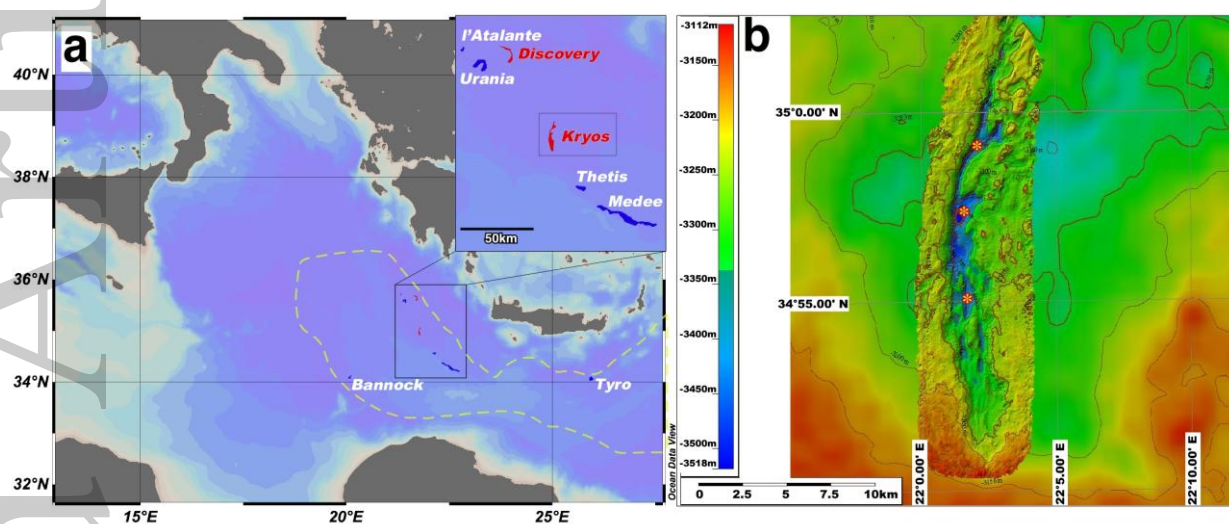 a
l'Atalante
Discovery
Urania
Kryos
Thetis
Medee
50km
Bannock
Tyro
40°N
38°N
36°N
34°N
32°N
15°E
20°E
25°E
Ocean Data View
-3112m
-3150m
-3200m
-3250m
-3300m
-3350m
-3400m
-3450m
-3500m
-3518m
b
35°0.00' N
34°55.00' N
22°0.00' E
22°5.00' E
22°10.00' E
0 2.5 5 7.5 10km